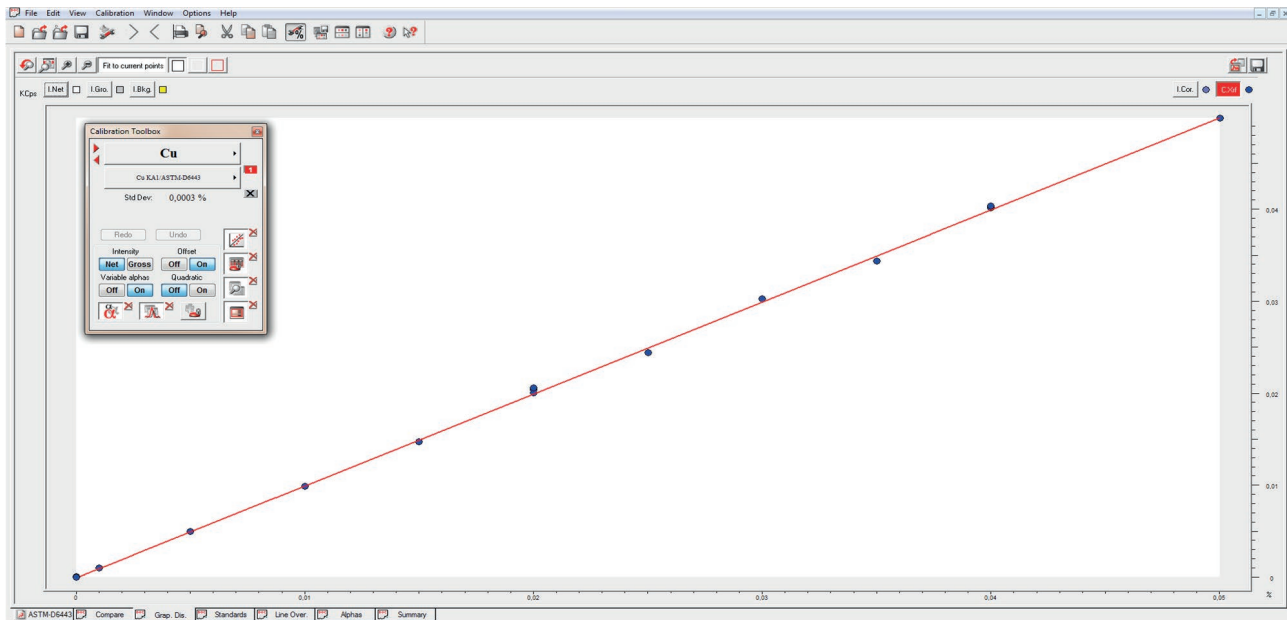 File Edit View Calibration Window Options Help
Fit to current points
KCps I.Net I.Gro. I.Bkg. I.Cor.
Calibration Toolbox
Cu
Cu KA1/ASTM-D6443
1
Std Dev: 0,0003 %
Redo Undo
Intensity Offset
Net Gross Off On
Variable alphas Quadratic
Off On Off On
0,04
0,03
0,02
0,01
0
0 0,01 0,02 0,03 0,04 0,05
%
ASTM-D6443 Compare Grap. Dis. Standards Line Over. Alphas Summary